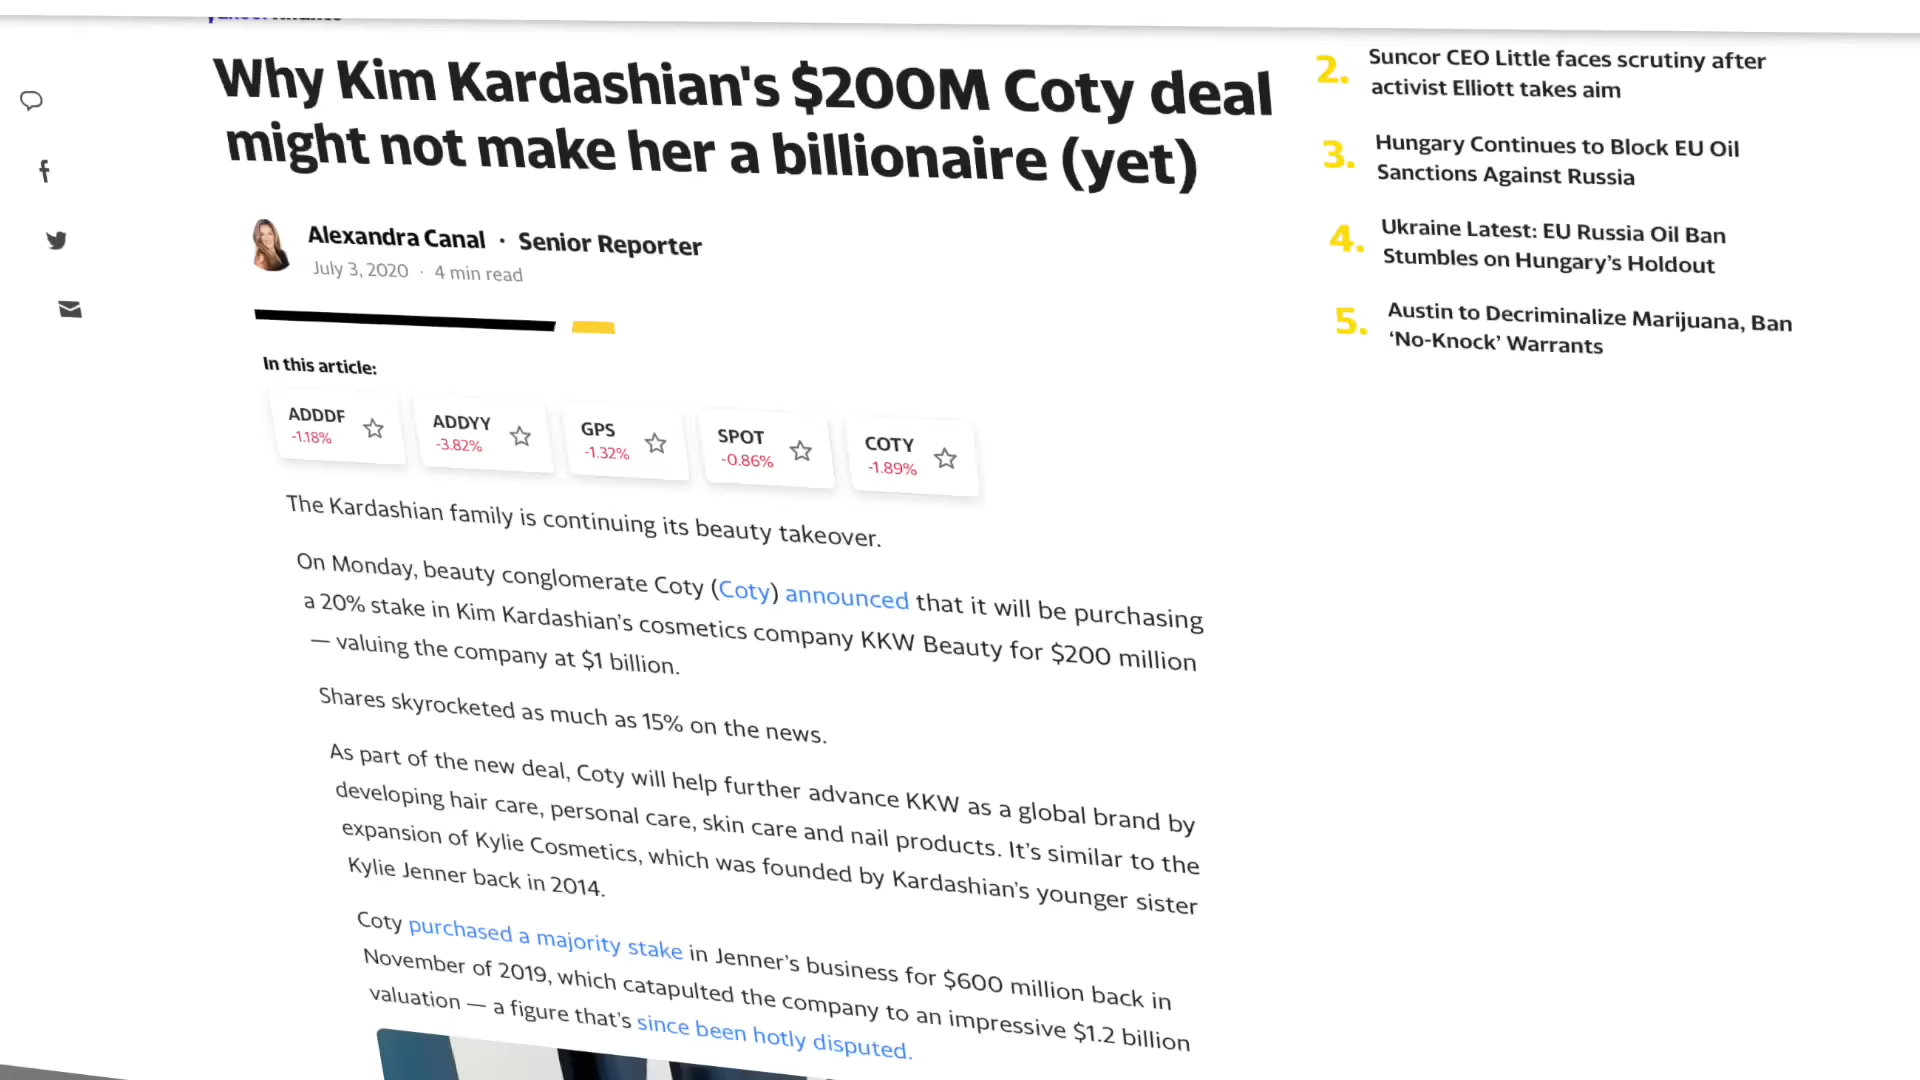 Why Kim Kardashian's $200M Coty deal
might not make her a billionaire (yet)
Alexandra Canal · Senior Reporter
July 3, 2020 · 4 min read
In this article:
ADDDF
-1.18%
ADDYY
-3.82%
GPS
-1.32%
SPOT
-0.86%
COTY
-1.89%
The Kardashian family is continuing its beauty takeover.
On Monday, beauty conglomerate Coty (Coty) announced that it will be purchasing
a 20% stake in Kim Kardashian’s cosmetics company KKW Beauty for $200 million
— valuing the company at $1 billion.
Shares skyrocketed as much as 15% on the news.
As part of the new deal, Coty will help further advance KKW as a global brand by
developing hair care, personal care, skin care and nail products. It’s similar to the
expansion of Kylie Cosmetics, which was founded by Kardashian’s younger sister
Kylie Jenner back in 2014.
Coty purchased a majority stake in Jenner’s business for $600 million back in
November of 2019, which catapulted the company to an impressive $1.2 billion
valuation — a figure that’s since been hotly disputed.
2. Suncor CEO Little faces scrutiny after
activist Elliott takes aim
3. Hungary Continues to Block EU Oil
Sanctions Against Russia
4. Ukraine Latest: EU Russia Oil Ban
Stumbles on Hungary’s Holdout
5. Austin to Decriminalize Marijuana, Ban
‘No-Knock’ Warrants